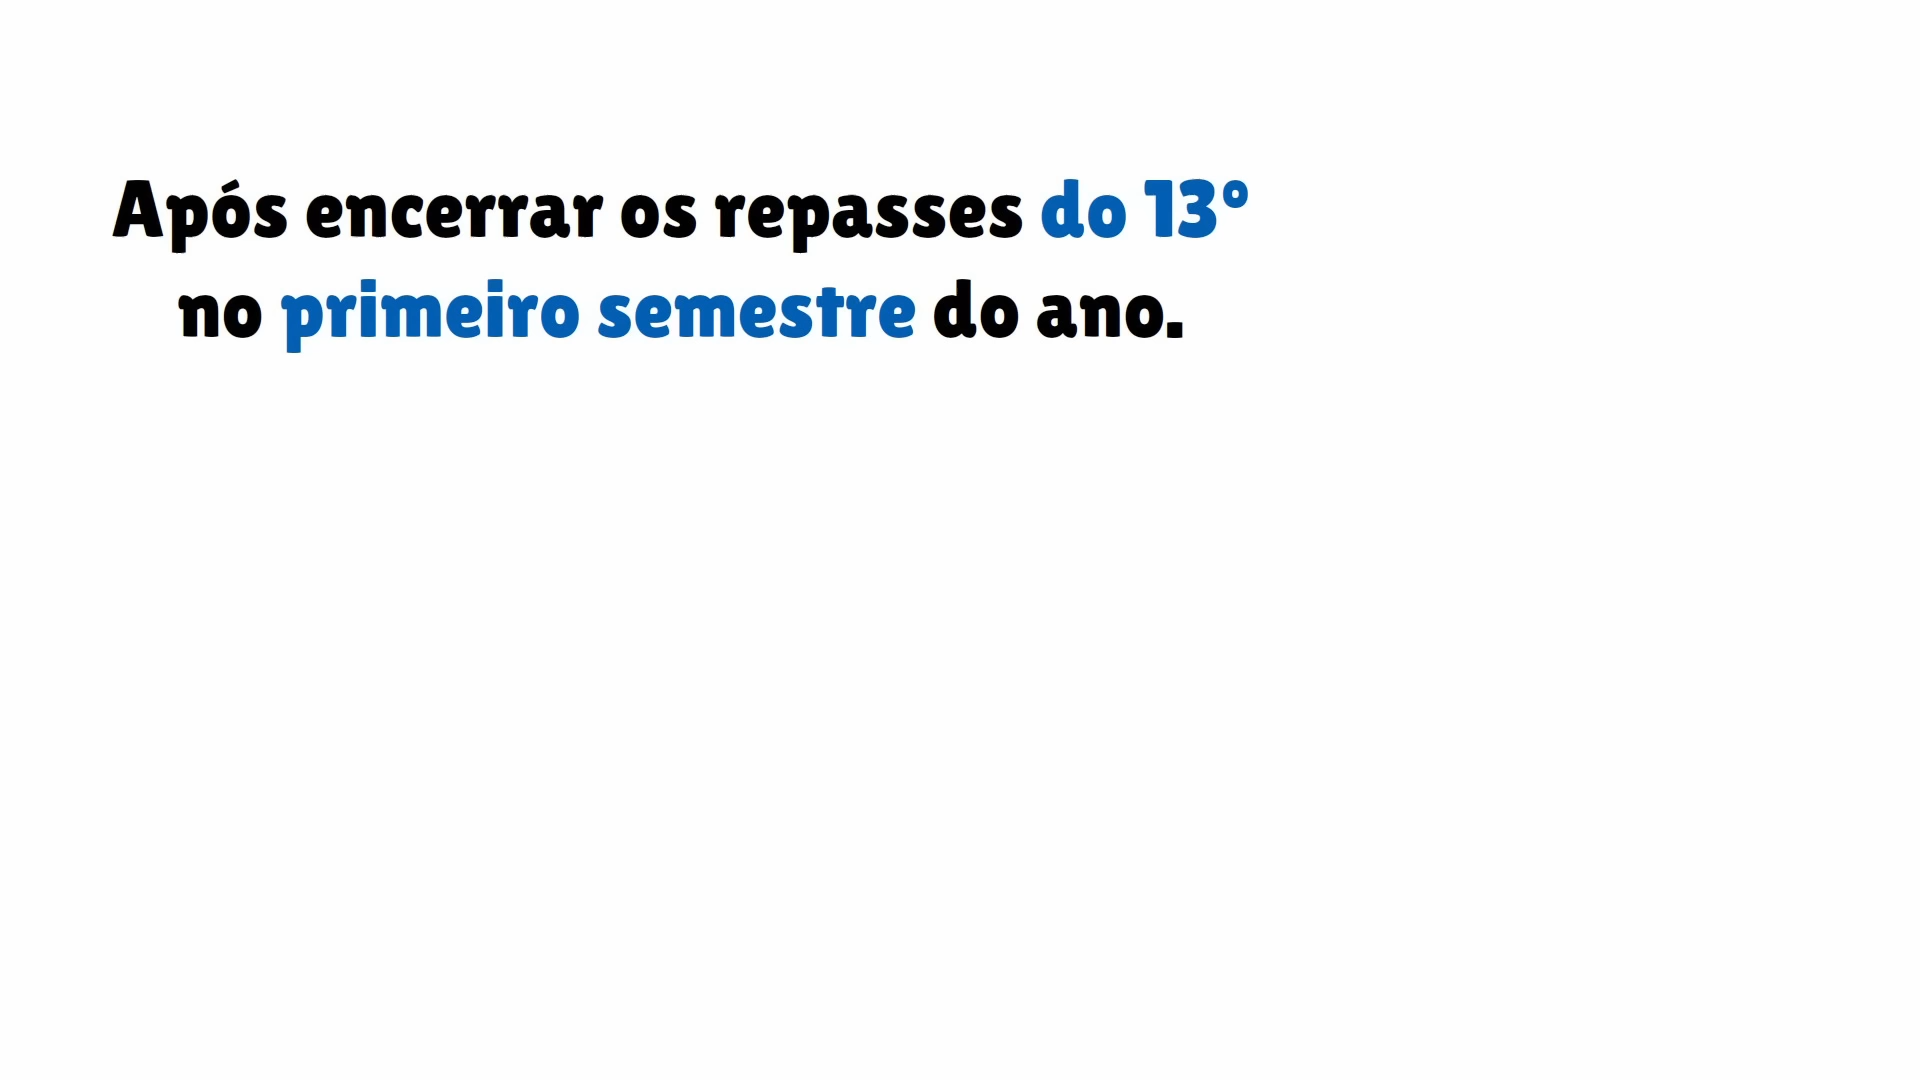 Após encerrar os repasses do 13º
no primeiro semestre do ano.